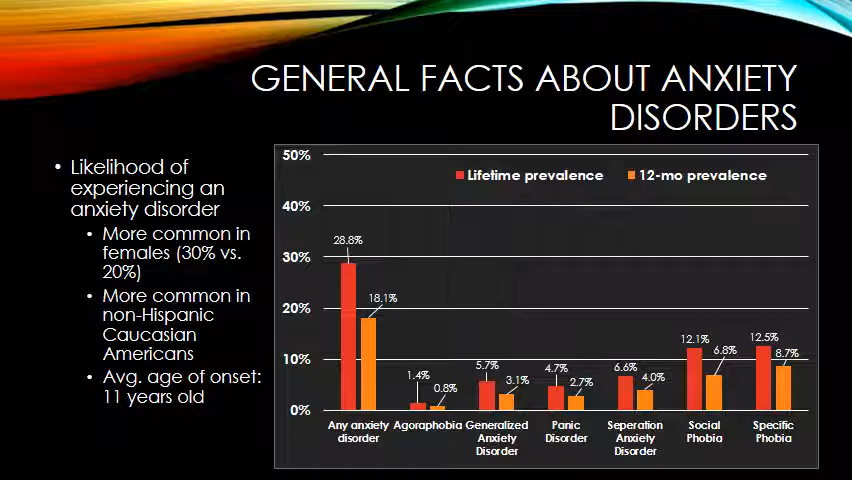 GENERAL FACTS ABOUT ANXIETY
DISORDERS
• Likelihood of
experiencing an
anxiety disorder
• More common in
females (30% vs.
20%)
• More common in
non-Hispanic
Caucasian
Americans
• Avg. age of onset:
11 years old
50%
40%
30%
20%
10%
0%
Lifetime prevalence 12-mo prevalence
28.8%
18.1%
1.4%
0.8%
5.7%
3.1%
4.7%
2.7%
6.6%
4.0%
12.1%
6.8%
12.5%
8.7%
Any anxiety
disorder
Agoraphobia
Generalized
Anxiety
Disorder
Panic
Disorder
Seperation
Anxiety
Disorder
Social
Phobia
Specific
Phobia